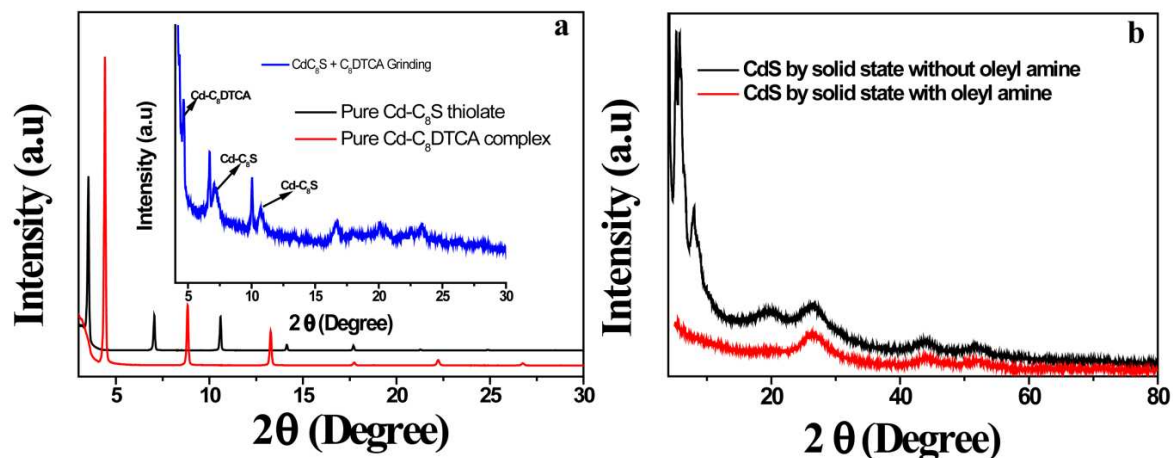 a
CdC₈S + C₈DTCA Grinding
Cd-C₈DTCA
Pure Cd-C₈S thiolate
Pure Cd-C₈DTCA complex
Cd-C₈S
Cd-C₈S
Intensity (a.u)
5 10 15 20 25 30
2 θ (Degree)
Intensity (a.u)
5 10 15 20 25 30
2θ (Degree)
b
CdS by solid state without oleyl amine
CdS by solid state with oleyl amine
Intensity (a.u)
20 40 60 80
2 θ (Degree)